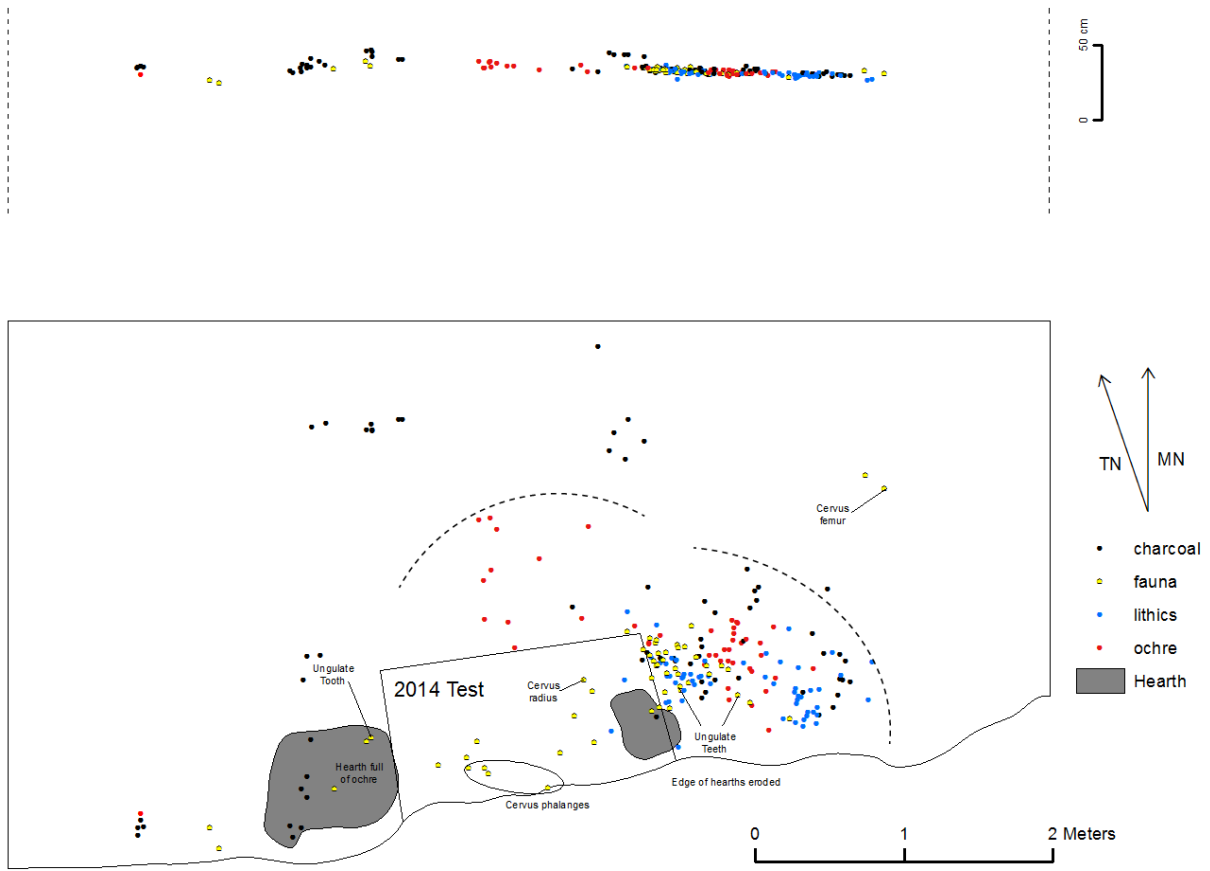 50 cm
0
TN
MN
Cervus
femur
charcoal
fauna
lithics
ochre
Hearth
Ungulate
Tooth
2014 Test
Cervus
radius
Ungulate
Teeth
Hearth full
of ochre
Edge of hearths eroded
Cervus phalanges
0 1 2 Meters